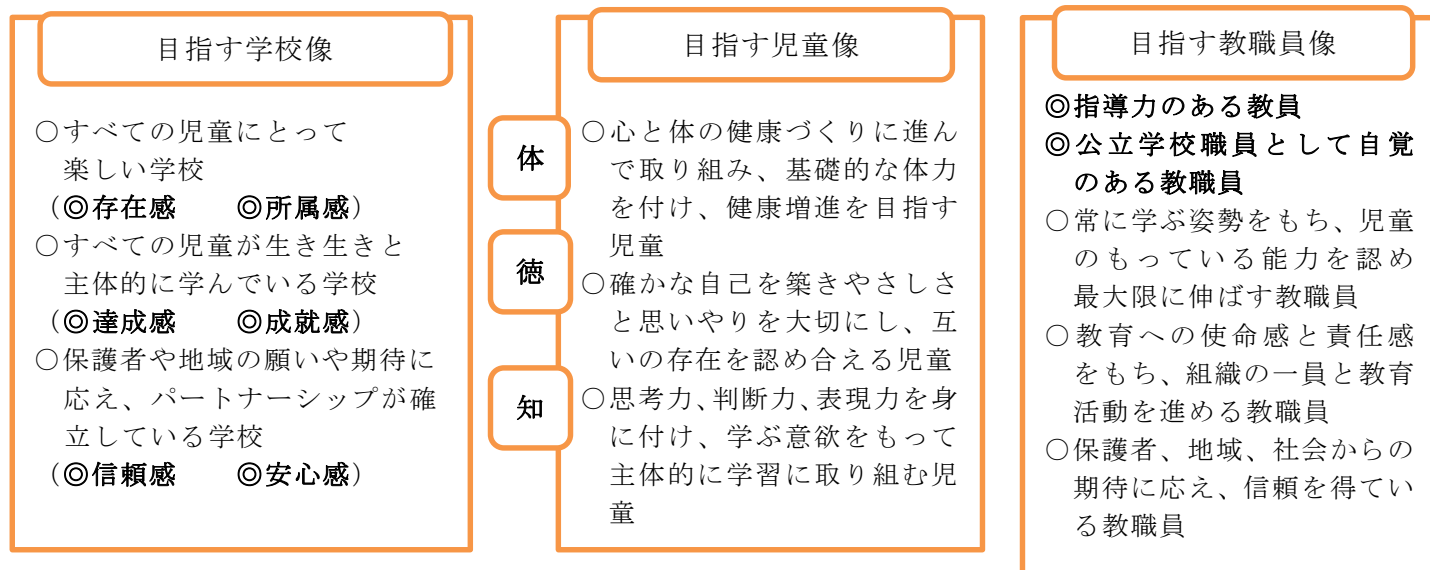 目指す学校像
○すべての児童にとって
楽しい学校
（◎存在感　　◎所属感）
○すべての児童が生き生きと
主体的に学んでいる学校
（◎達成感　　◎成就感）
○保護者や地域の願いや期待に
応え、パートナーシップが確
立している学校
（◎信頼感　　◎安心感）
目指す児童像
体
○心と体の健康づくりに進ん
で取り組み、基礎的な体力
を付け、健康増進を目指す
児童
徳
○確かな自己を築きやさしさ
と思いやりを大切にし、互
いの存在を認め合える児童
知
○思考力、判断力、表現力を身
に付け、学ぶ意欲をもって
主体的に学習に取り組む児
童
目指す教職員像
◎指導力のある教員
◎公立学校職員として自覚
のある教職員
○常に学ぶ姿勢をもち、児童
のもっている能力を認め
最大限に伸ばす教職員
○教育への使命感と責任感
をもち、組織の一員と教育
活動を進める教職員
○保護者、地域、社会からの
期待に応え、信頼を得てい
る教職員